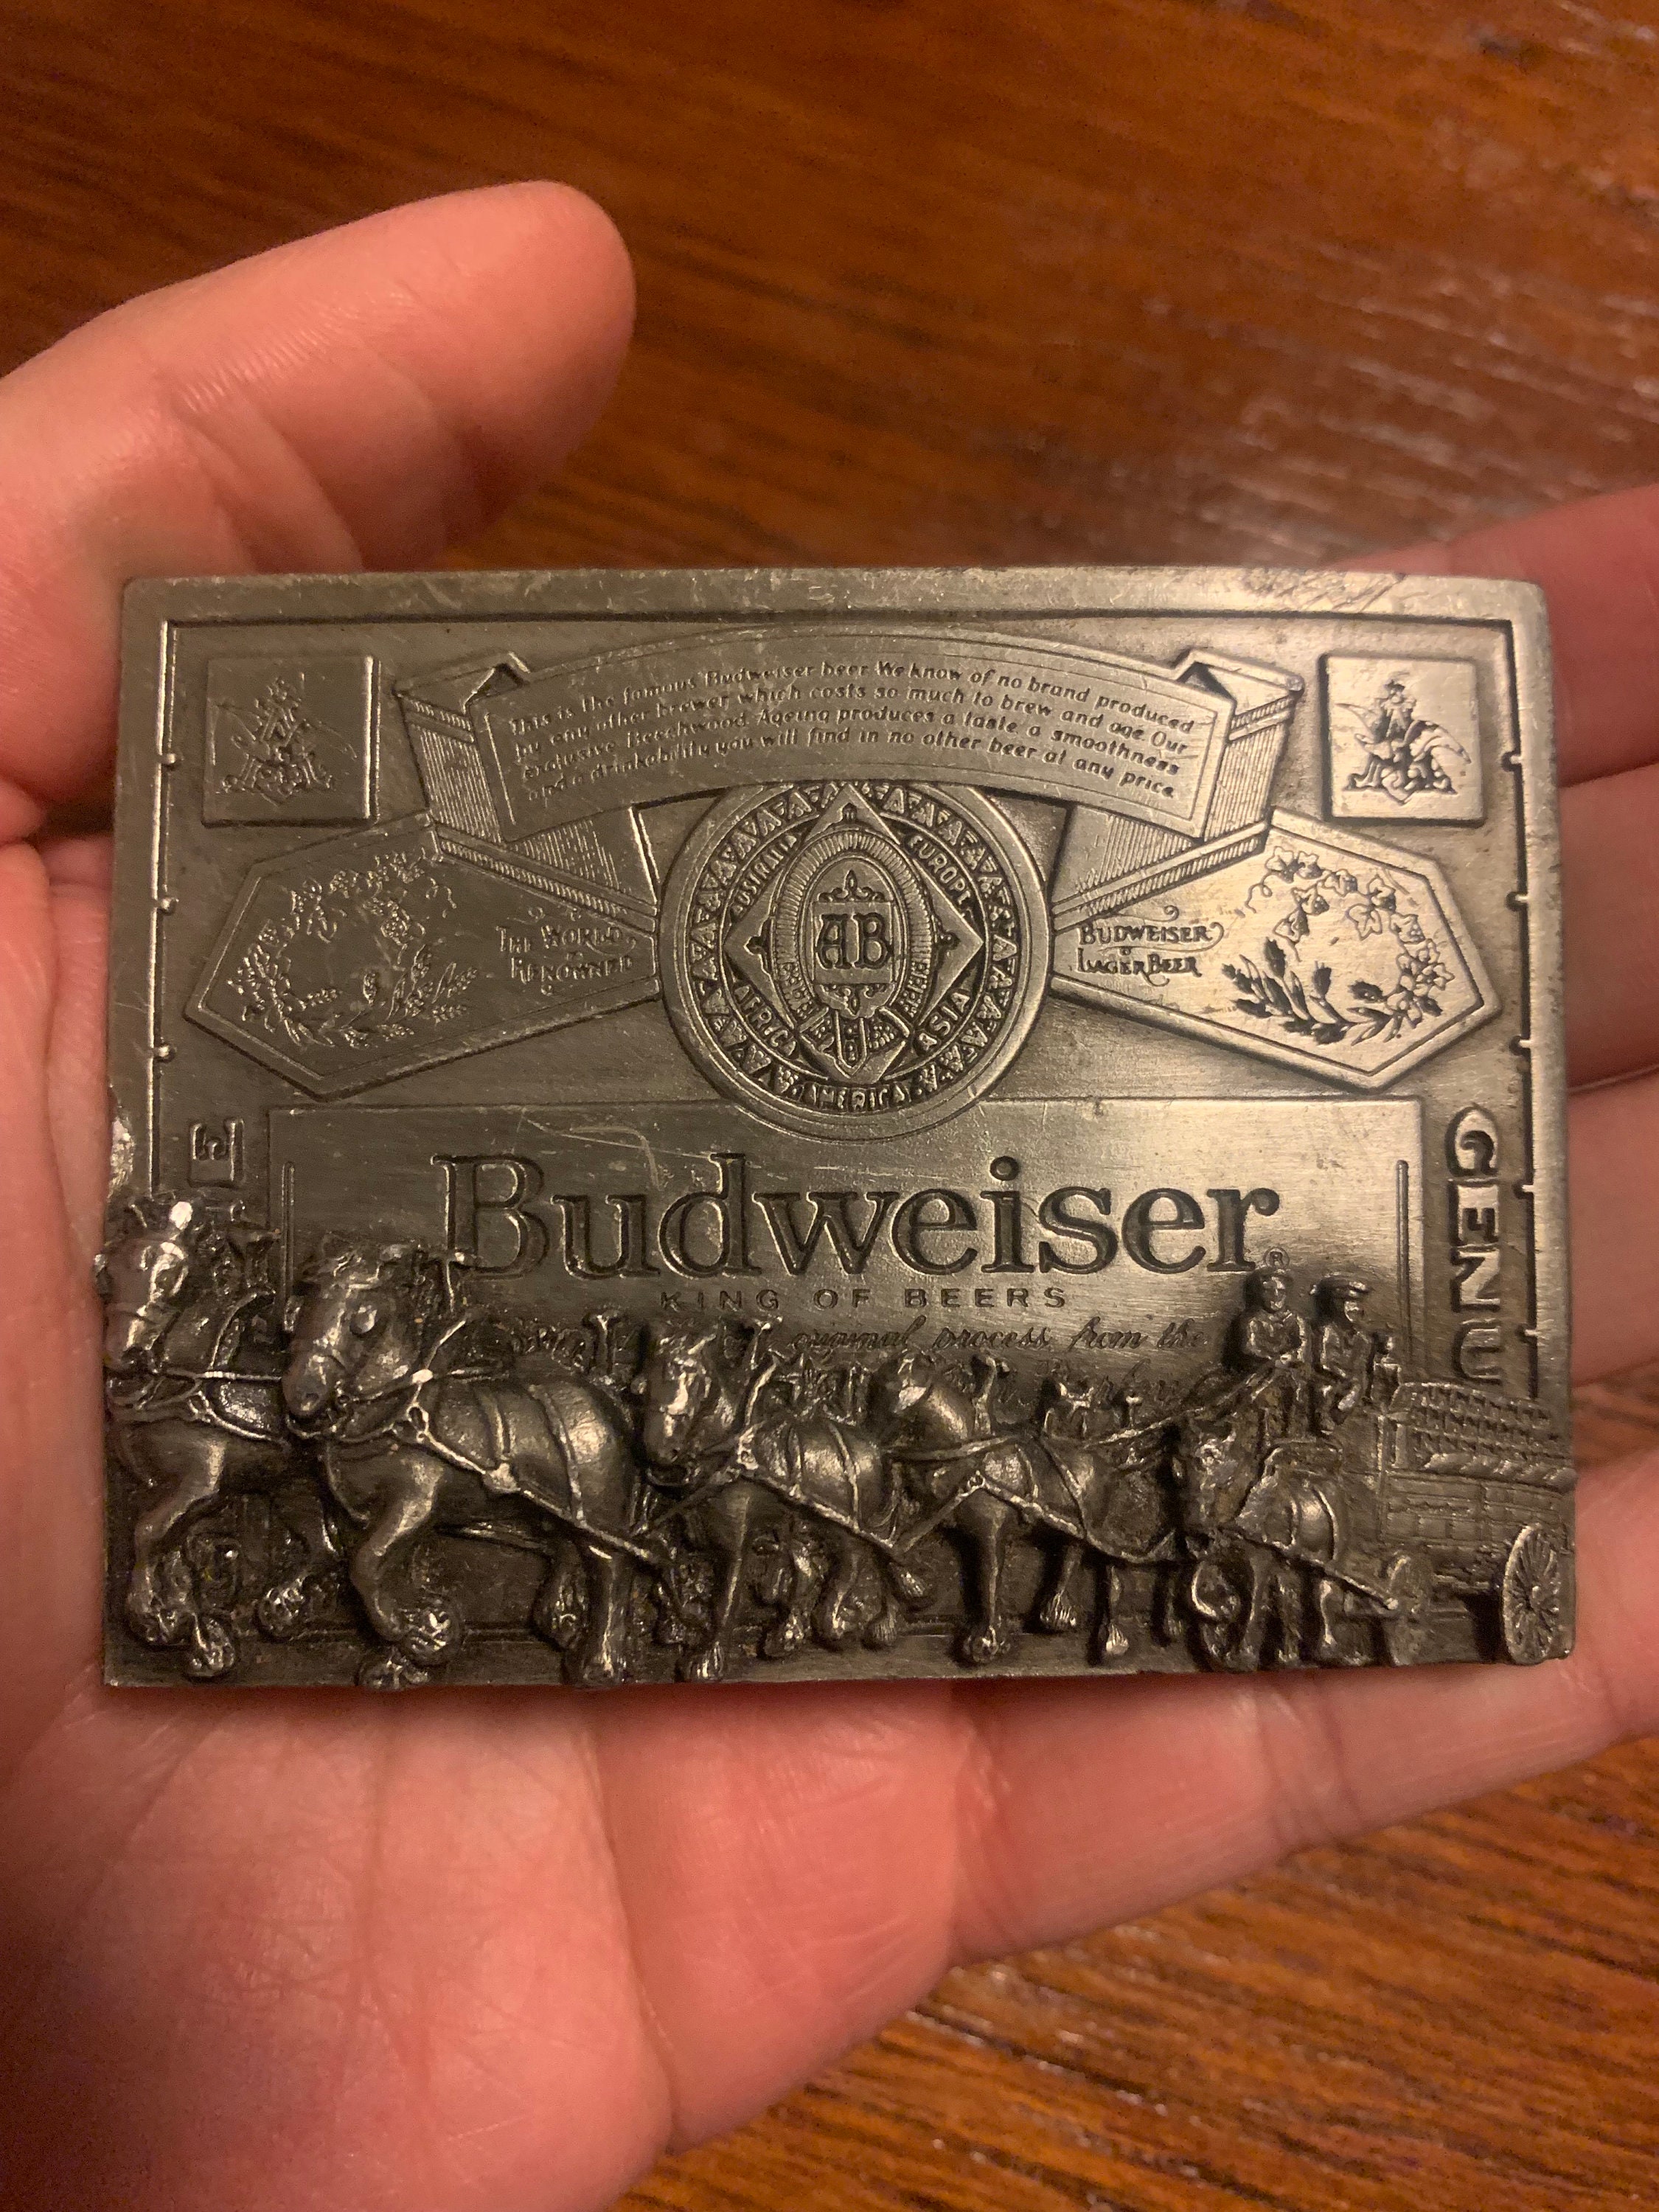 This is the famous Budweiser beer. We know of no brand produced
by any other brewer which costs so much to brew and age. Our
exclusive Beechwood Ageing produces a taste a smoothness
and a drinkability you will find in no other beer at any price.
AUSTRALIA
EUROPE
AB
AFRICA
ASIA
AMERICA
THE WORLD
RENOWNED
BUDWEISER
LAGER BEER
E
GENU
Budweiser®
KING OF BEERS
original process from the